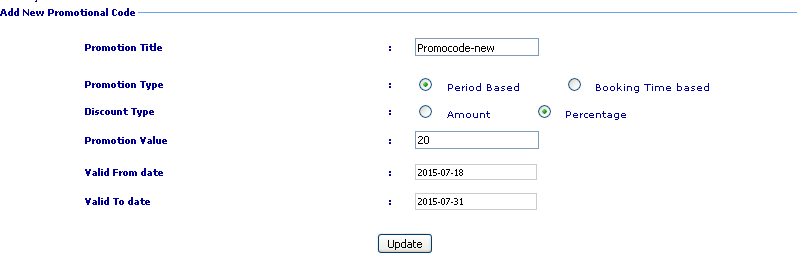 Add New Promotional Code
Promotion Title : Promocode-new
Promotion Type : Period Based Booking Time based
Discount Type : Amount Percentage
Promotion Value : 20
Valid From date : 2015-07-18
Valid To date : 2015-07-31
Update